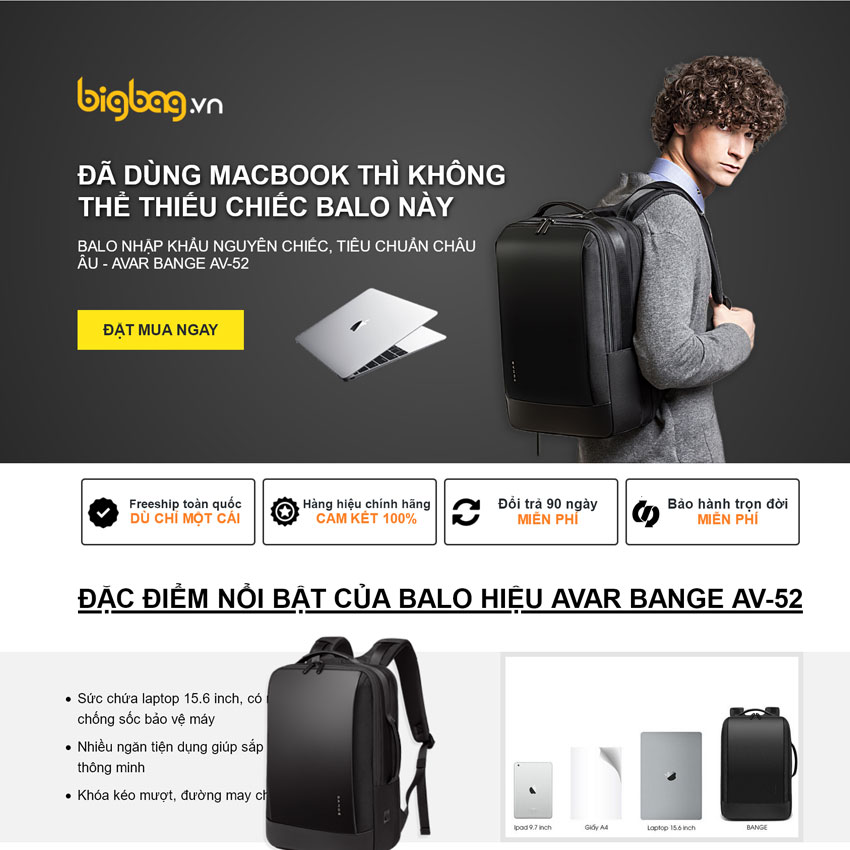 bigbag.vn
ĐÃ DÙNG MACBOOK THÌ KHÔNG
THỂ THIẾU CHIẾC BALO NÀY
BALO NHẬP KHẨU NGUYÊN CHIẾC, TIÊU CHUẨN CHÂU
ÂU - AVAR BANGE AV-52
ĐẶT MUA NGAY
Freeship toàn quốc
DÙ CHỈ MỘT CÁI
Hàng hiệu chính hãng
CAM KẾT 100%
Đổi trả 90 ngày
MIỄN PHÍ
Bảo hành trọn đời
MIỄN PHÍ
ĐẶC ĐIỂM NỔI BẬT CỦA BALO HIỆU AVAR BANGE AV-52
Sức chứa laptop 15.6 inch, có
chống sốc bảo vệ máy
Nhiều ngăn tiện dụng giúp sắp
thông minh
Khóa kéo mượt, đường may
Ipad 9.7 inch
Giấy A4
Laptop 15.6 inch
BANGE